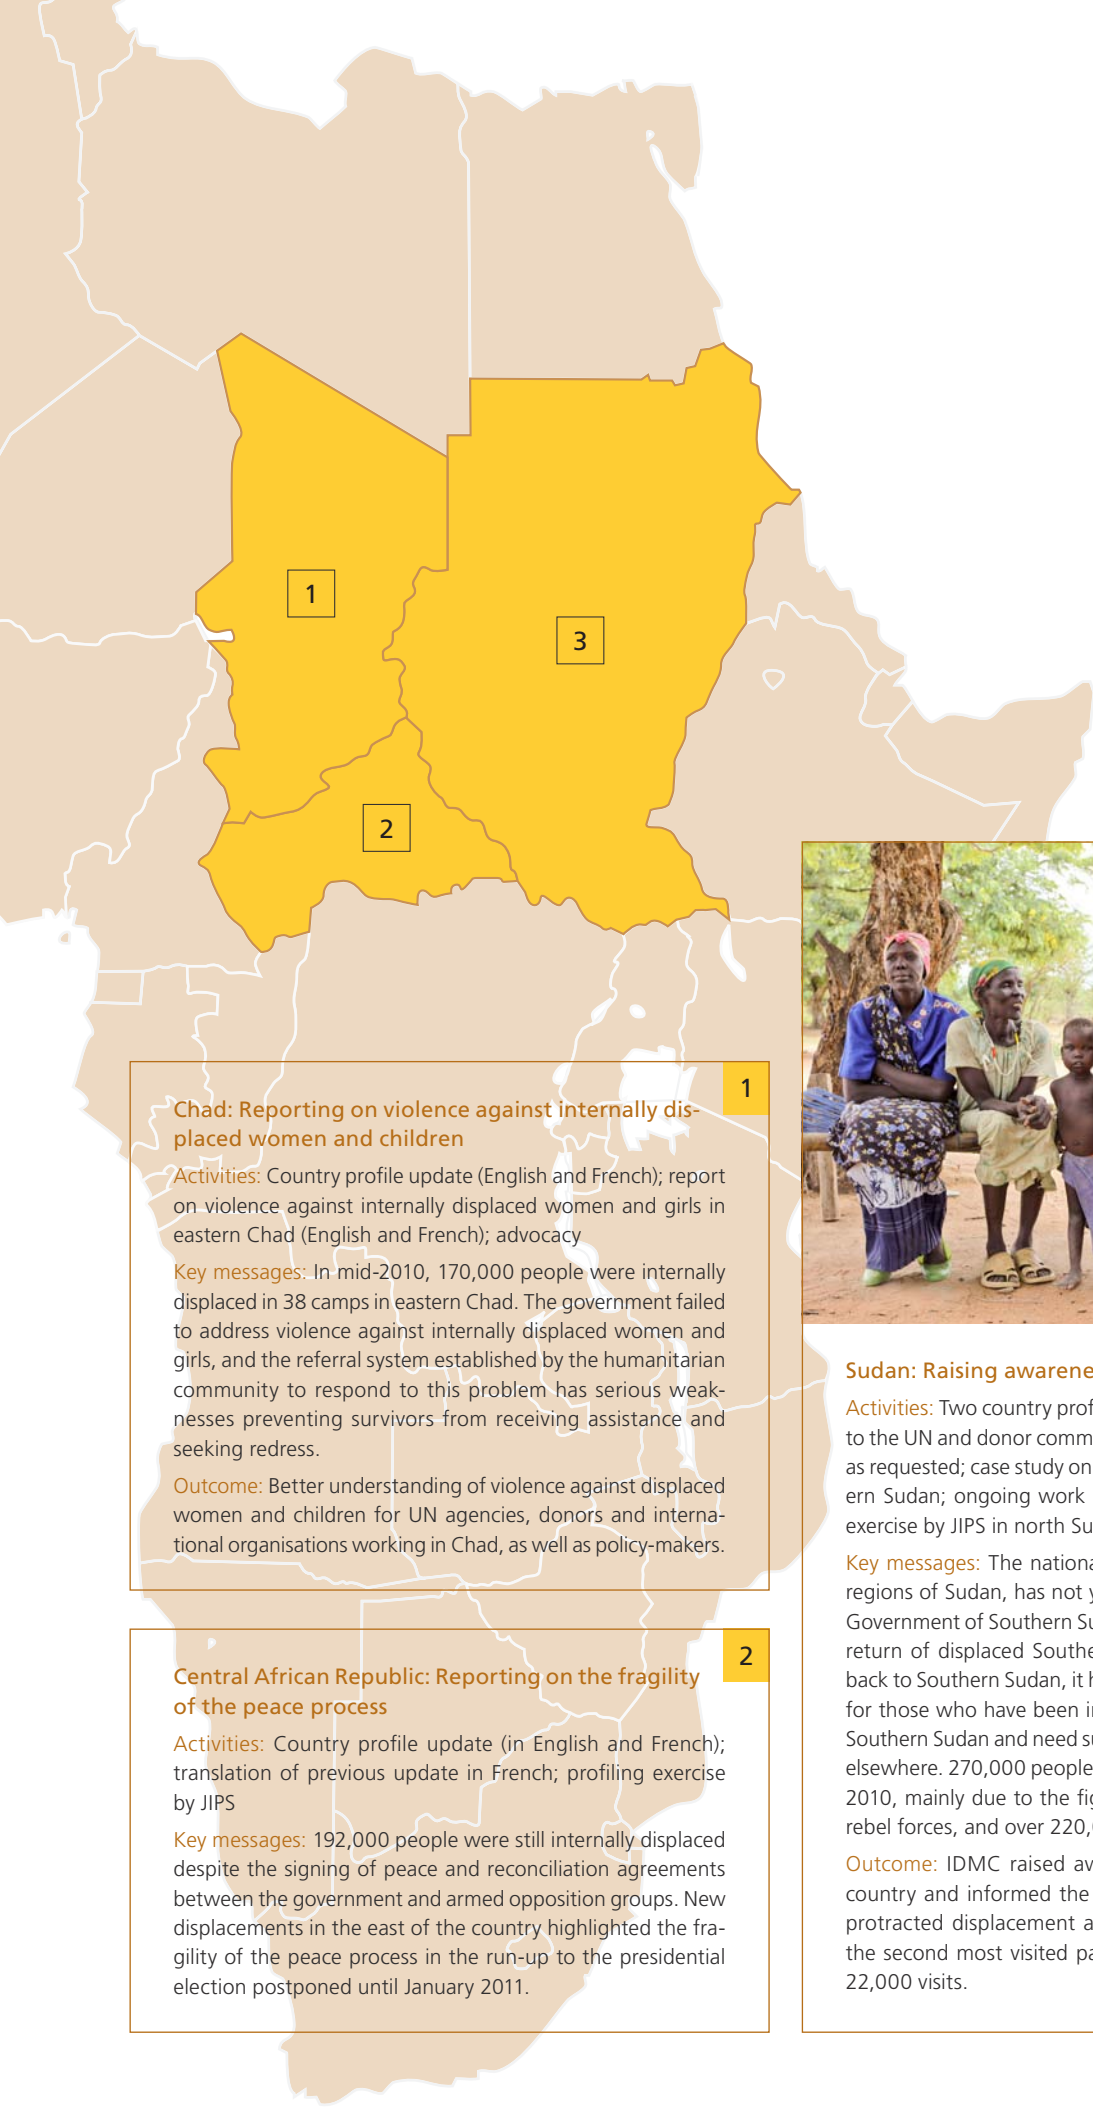 1
3
2
1
Chad: Reporting on violence against internally dis-
placed women and children
Activities: Country profile update (English and French); report
on violence against internally displaced women and girls in
eastern Chad (English and French); advocacy
Key messages: In mid-2010, 170,000 people were internally
displaced in 38 camps in eastern Chad. The government failed
to address violence against internally displaced women and
girls, and the referral system established by the humanitarian
community to respond to this problem has serious weak-
nesses preventing survivors from receiving assistance and
seeking redress.
Outcome: Better understanding of violence against displaced
women and children for UN agencies, donors and interna-
tional organisations working in Chad, as well as policy-makers.
2
Central African Republic: Reporting on the fragility
of the peace process
Activities: Country profile update (in English and French);
translation of previous update in French; profiling exercise
by JIPS
Key messages: 192,000 people were still internally displaced
despite the signing of peace and reconciliation agreements
between the government and armed opposition groups. New
displacements in the east of the country highlighted the fra-
gility of the peace process in the run-up to the presidential
election postponed until January 2011.
Sudan: Raising awarene
Activities: Two country prof
to the UN and donor comm
as requested; case study on
ern Sudan; ongoing work
exercise by JIPS in north Su
Key messages: The nationa
regions of Sudan, has not y
Government of Southern Su
return of displaced Southe
back to Southern Sudan, it h
for those who have been i
Southern Sudan and need su
elsewhere. 270,000 people
2010, mainly due to the fig
rebel forces, and over 220,
Outcome: IDMC raised aw
country and informed the
protracted displacement a
the second most visited pa
22,000 visits.